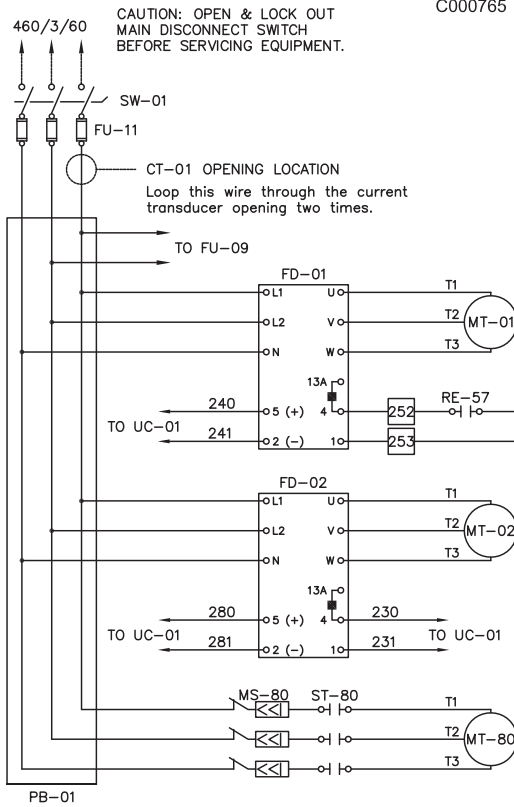 C000765
CAUTION: OPEN & LOCK OUT
MAIN DISCONNECT SWITCH
BEFORE SERVICING EQUIPMENT.
460/3/60
SW-01
FU-11
CT-01 OPENING LOCATION
Loop this wire through the current
transducer opening two times.
TO FU-09
FD-01
L1 U T1
L2 V T2 MT-01
N W T3
13A RE-57
240 5 (+) 4 252
TO UC-01
241 2 (-) 1 253
FD-02
L1 U T1
L2 V T2 MT-02
N W T3
13A
280 5 (+) 4 230
TO UC-01 TO UC-01
281 2 (-) 1 231
MS-80 ST-80 T1
T2 MT-80
T3
PB-01